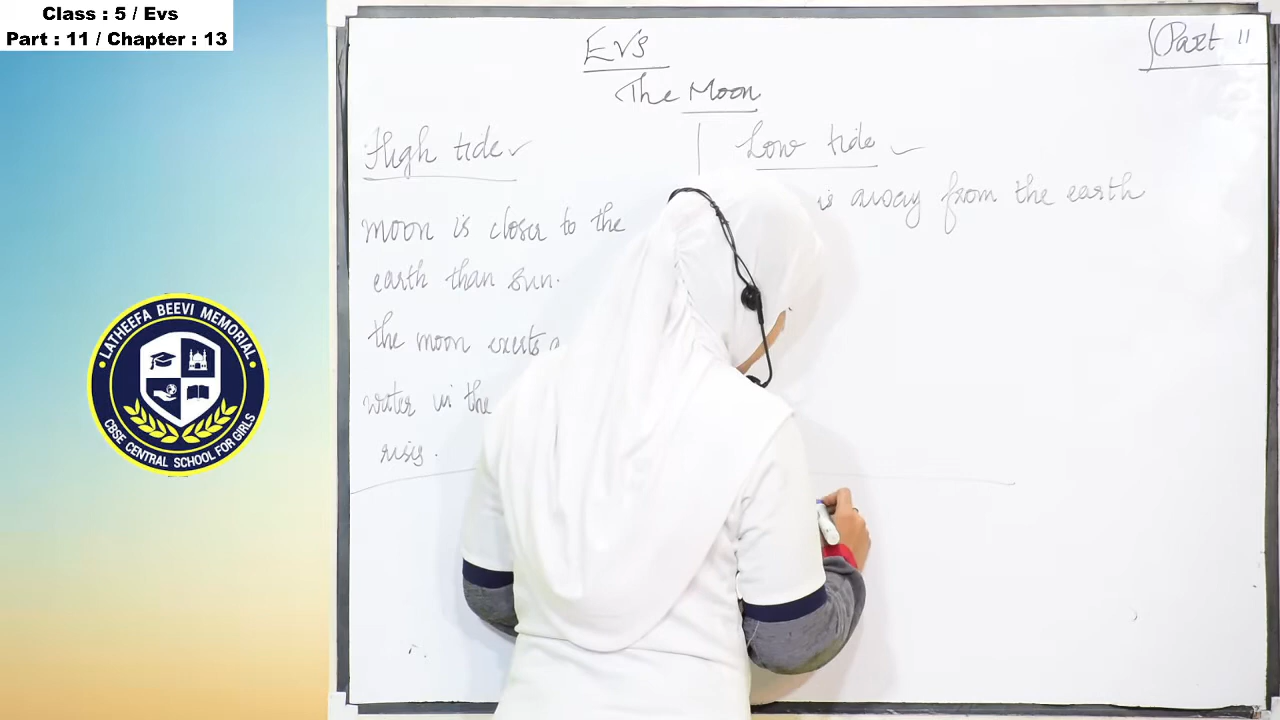 Class : 5 / Evs
Part : 11 / Chapter : 13
EVS
Part 11
The Moon
High tide
Low tide
moon is closer to the
earth than sun.
the moon exerts a
water in the
rises.
is away from the earth
LATHEEFA BEEVI MEMORIAL
CBSE CENTRAL SCHOOL FOR GIRLS